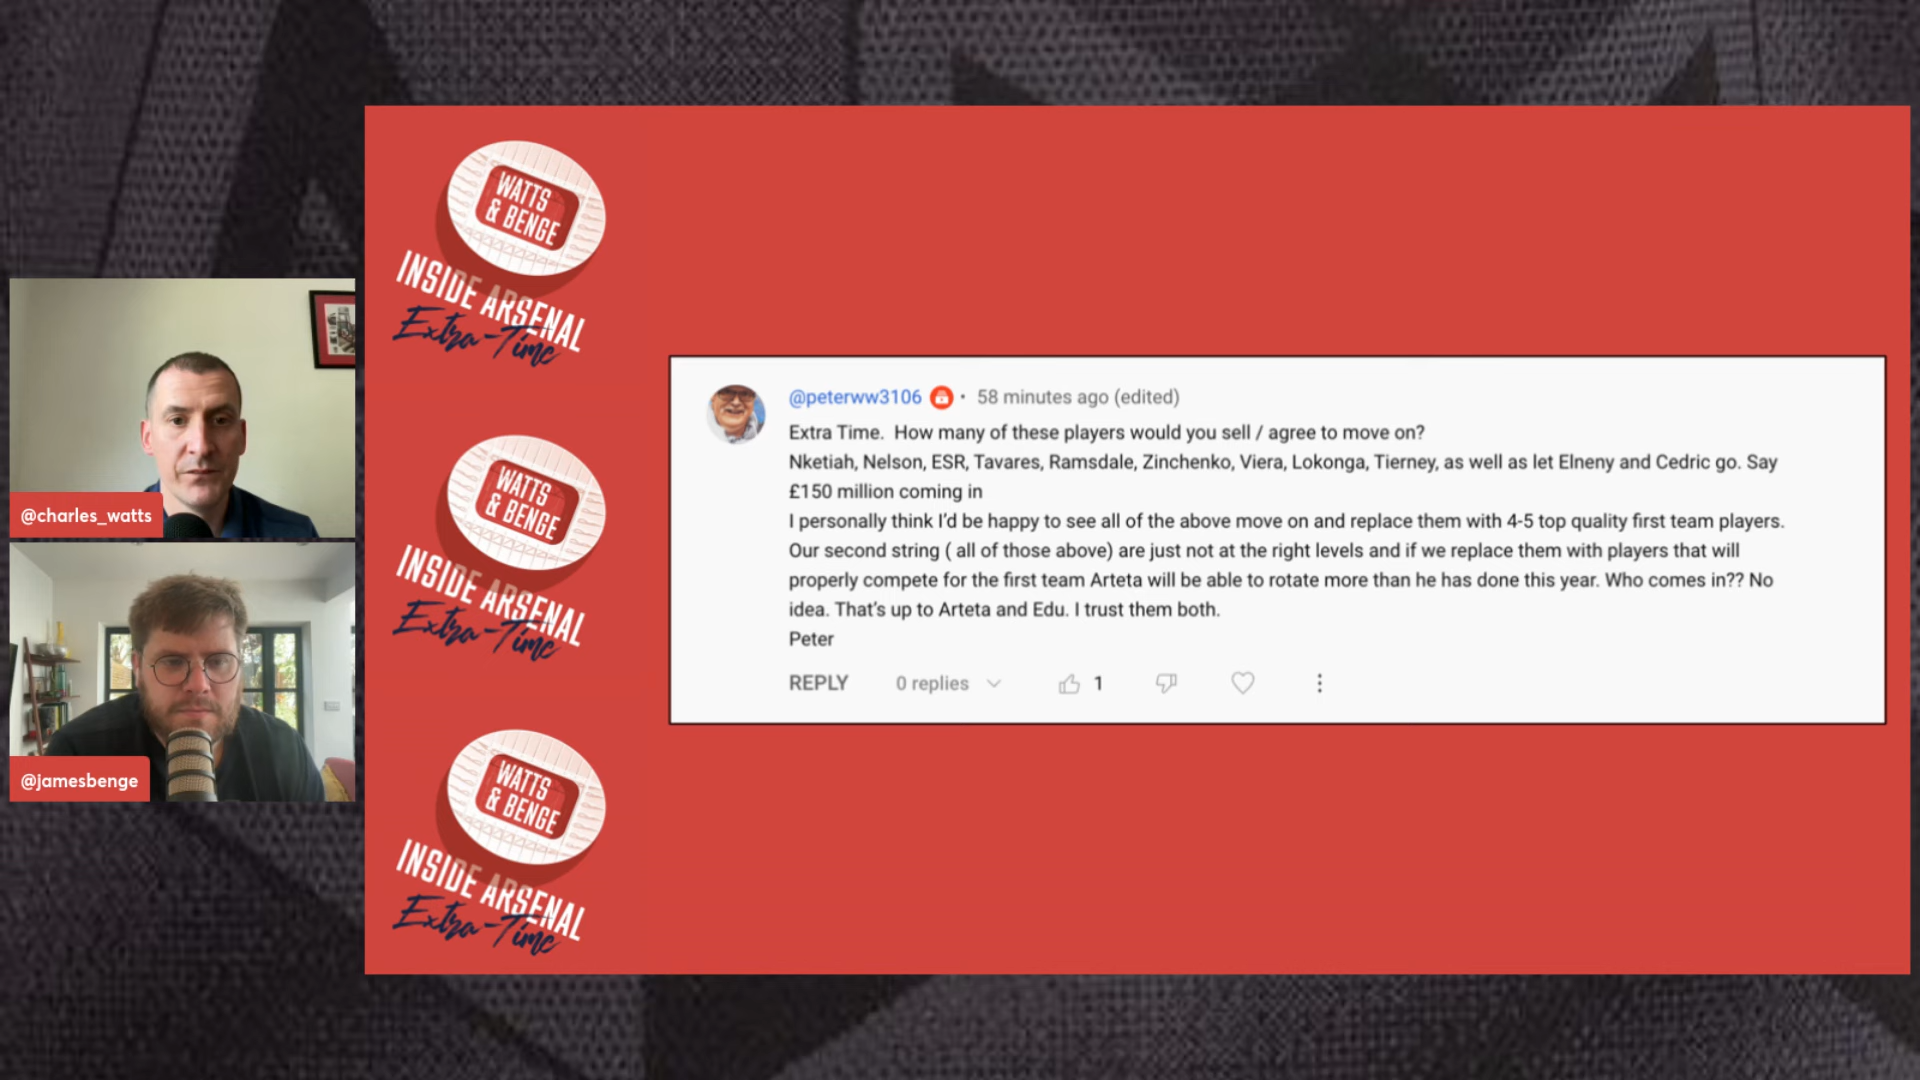 WATTS
& BENGE
INSIDE ARSENAL
Extra-Time
WATTS
& BENGE
INSIDE ARSENAL
Extra-Time
WATTS
& BENGE
INSIDE ARSENAL
Extra-Time
@charles_watts
@jamesbenge
@peterww3106 • 58 minutes ago (edited)
Extra Time. How many of these players would you sell / agree to move on?
Nketiah, Nelson, ESR, Tavares, Ramsdale, Zinchenko, Viera, Lokonga, Tierney, as well as let Elneny and Cedric go. Say
£150 million coming in
I personally think I'd be happy to see all of the above move on and replace them with 4-5 top quality first team players.
Our second string ( all of those above) are just not at the right levels and if we replace them with players that will
properly compete for the first team Arteta will be able to rotate more than he has done this year. Who comes in?? No
idea. That's up to Arteta and Edu. I trust them both.
Peter
REPLY 0 replies 1